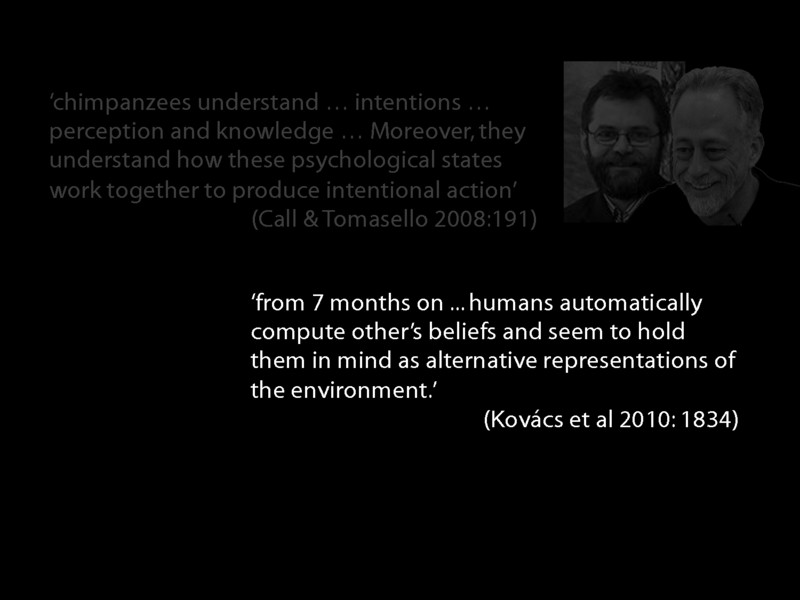 ‘chimpanzees understand … intentions …
perception and knowledge … Moreover, they
understand how these psychological states
work together to produce intentional action’
(Call & Tomasello 2008:191)
‘from 7 months on ... humans automatically
compute other’s beliefs and seem to hold
them in mind as alternative representations of
the environment.’
(Kovács et al 2010: 1834)